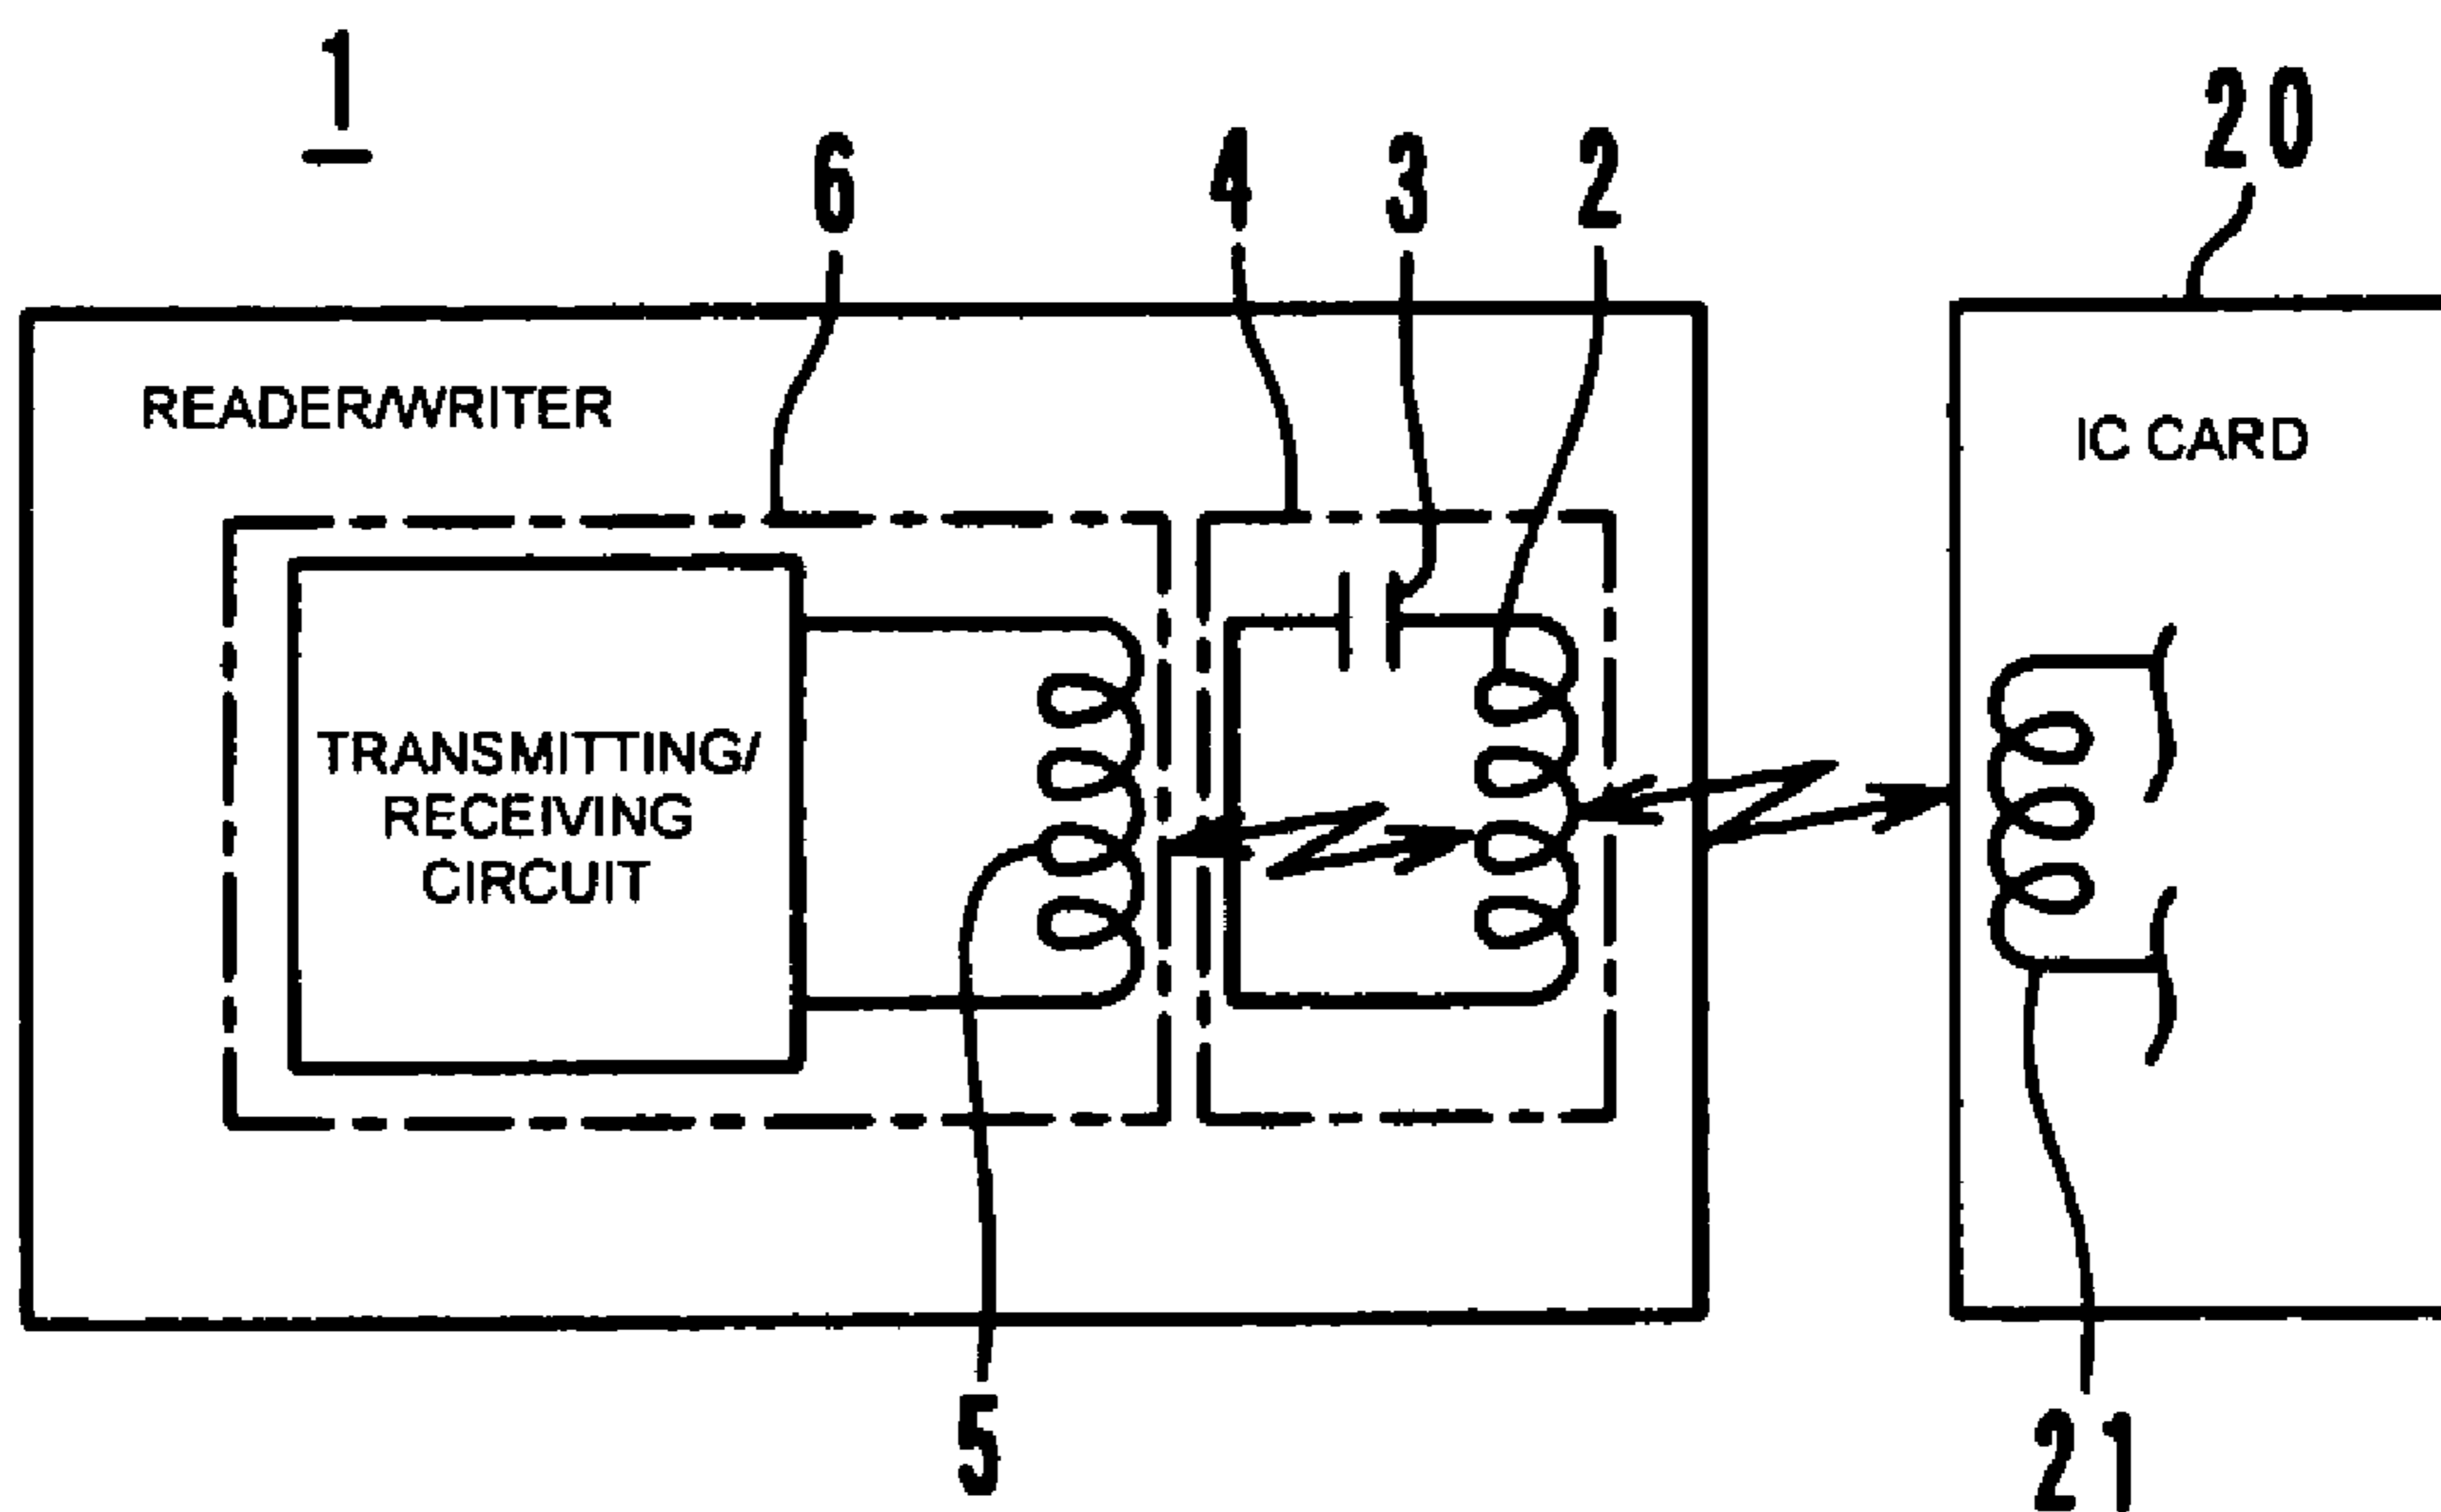 1
6 4 3 2 20
READER/WRITER
IC CARD
TRANSMITTING/
RECEIVING
CIRCUIT
5
21